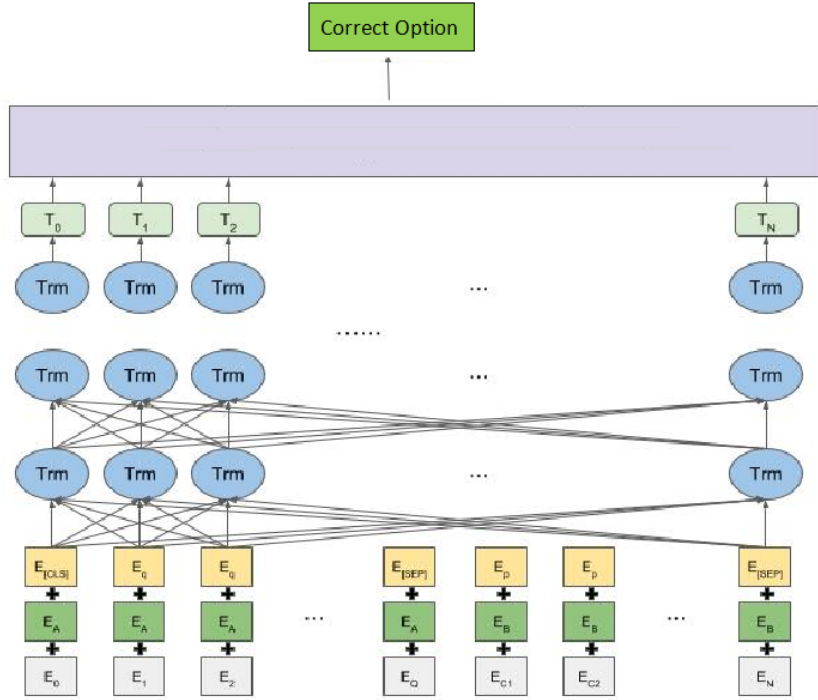 Correct Option
T0 T1 T2 TN
Trm Trm Trm ... Trm
......
Trm Trm Trm ... Trm
Trm Trm Trm ... Trm
E[CLS] Eq Eq E[SEP] Ep Ep E[SEP]
+ + + + + + +
EA EA EA ... EA EB EB ... EB
+ + + + + + +
E0 E1 E2 EQ EC1 EC2 EN